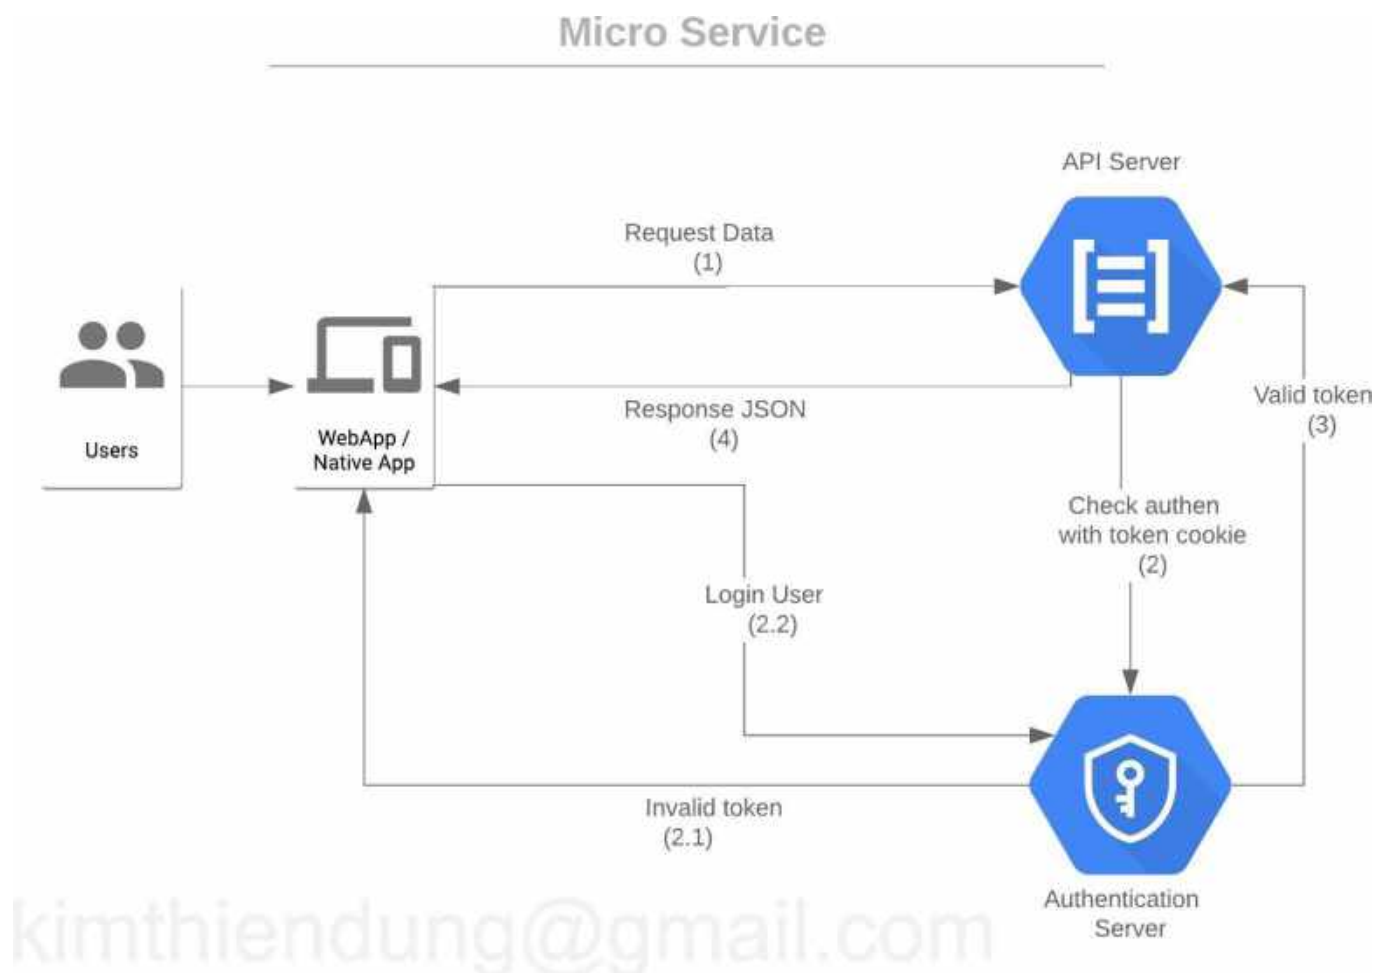 Micro Service
API Server
Request Data
(1)
Users
WebApp /
Native App
Response JSON
(4)
Valid token
(3)
Check authen
with token cookie
(2)
Login User
(2.2)
Invalid token
(2.1)
Authentication
Server
kimthiendung@gmail.com